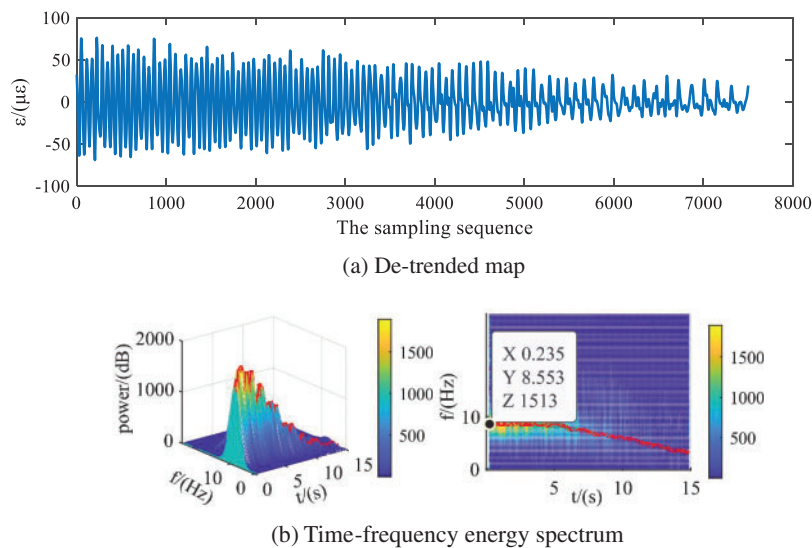 100
50
0
-50
-100
ε/(με)
0 1000 2000 3000 4000 5000 6000 7000 8000
The sampling sequence
(a) De-trended map
2000
1000
0
power/(dB)
10
0
f/(Hz)
0 5 10 15
t/(s)
1500
1000
500
X 0.235
Y 8.553
Z 1513
10
0
f/(Hz)
5 10 15
t/(s)
1500
1000
500
(b) Time-frequency energy spectrum